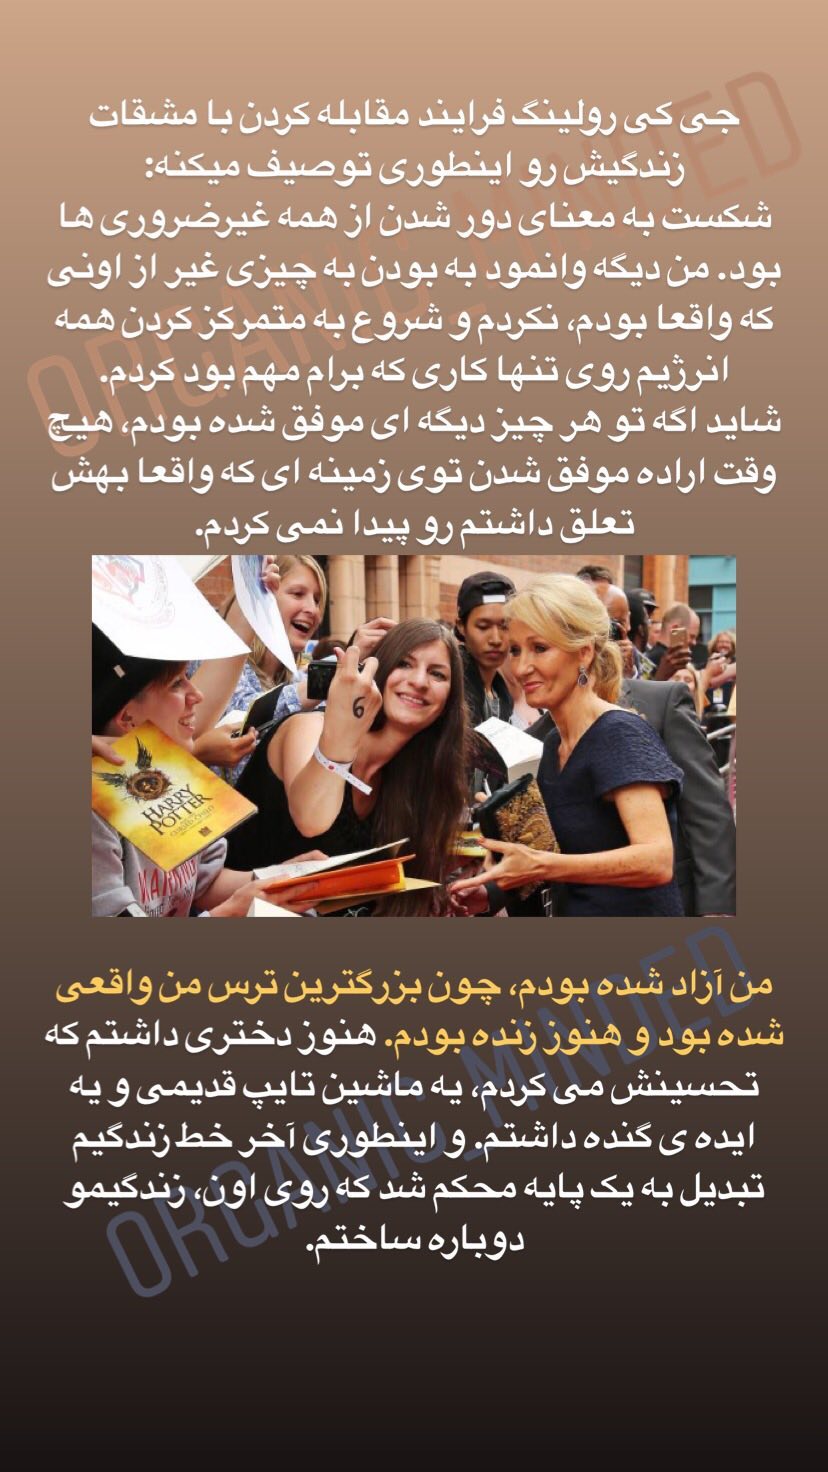 جی کی رولینگ فرایند مقابله کردن با مشقات
زندگیش رو اینطوری توصیف میکنه:
شکست به معنای دور شدن از همه غیرضروری ها
بود. من دیگه وانمود به بودن به چیزی غیر از اونی
که واقعا بودم، نکردم و شروع به متمرکز کردن همه
انرژیم روی تنها کاری که برام مهم بود کردم.
شاید اگه تو هر چیز دیگه ای موفق شده بودم، هیچ
وقت اراده موفق شدن توی زمینه ای که واقعا بهش
تعلق داشتم رو پیدا نمی کردم.
ORGANIC_MINDED
6
HARRY
POTTER
CURSED CHILD
من آزاد شده بودم، چون بزرگترین ترس من واقعی
شده بود و هنوز زنده بودم. هنوز دختری داشتم که
تحسینش می کردم، یه ماشین تایپ قدیمی و یه
ایده ی گنده داشتم. و اینطوری آخر خط زندگیم
تبدیل به یک پایه محکم شد که روی اون، زندگیمو
دوباره ساختم.
ORGANIC_MINDED